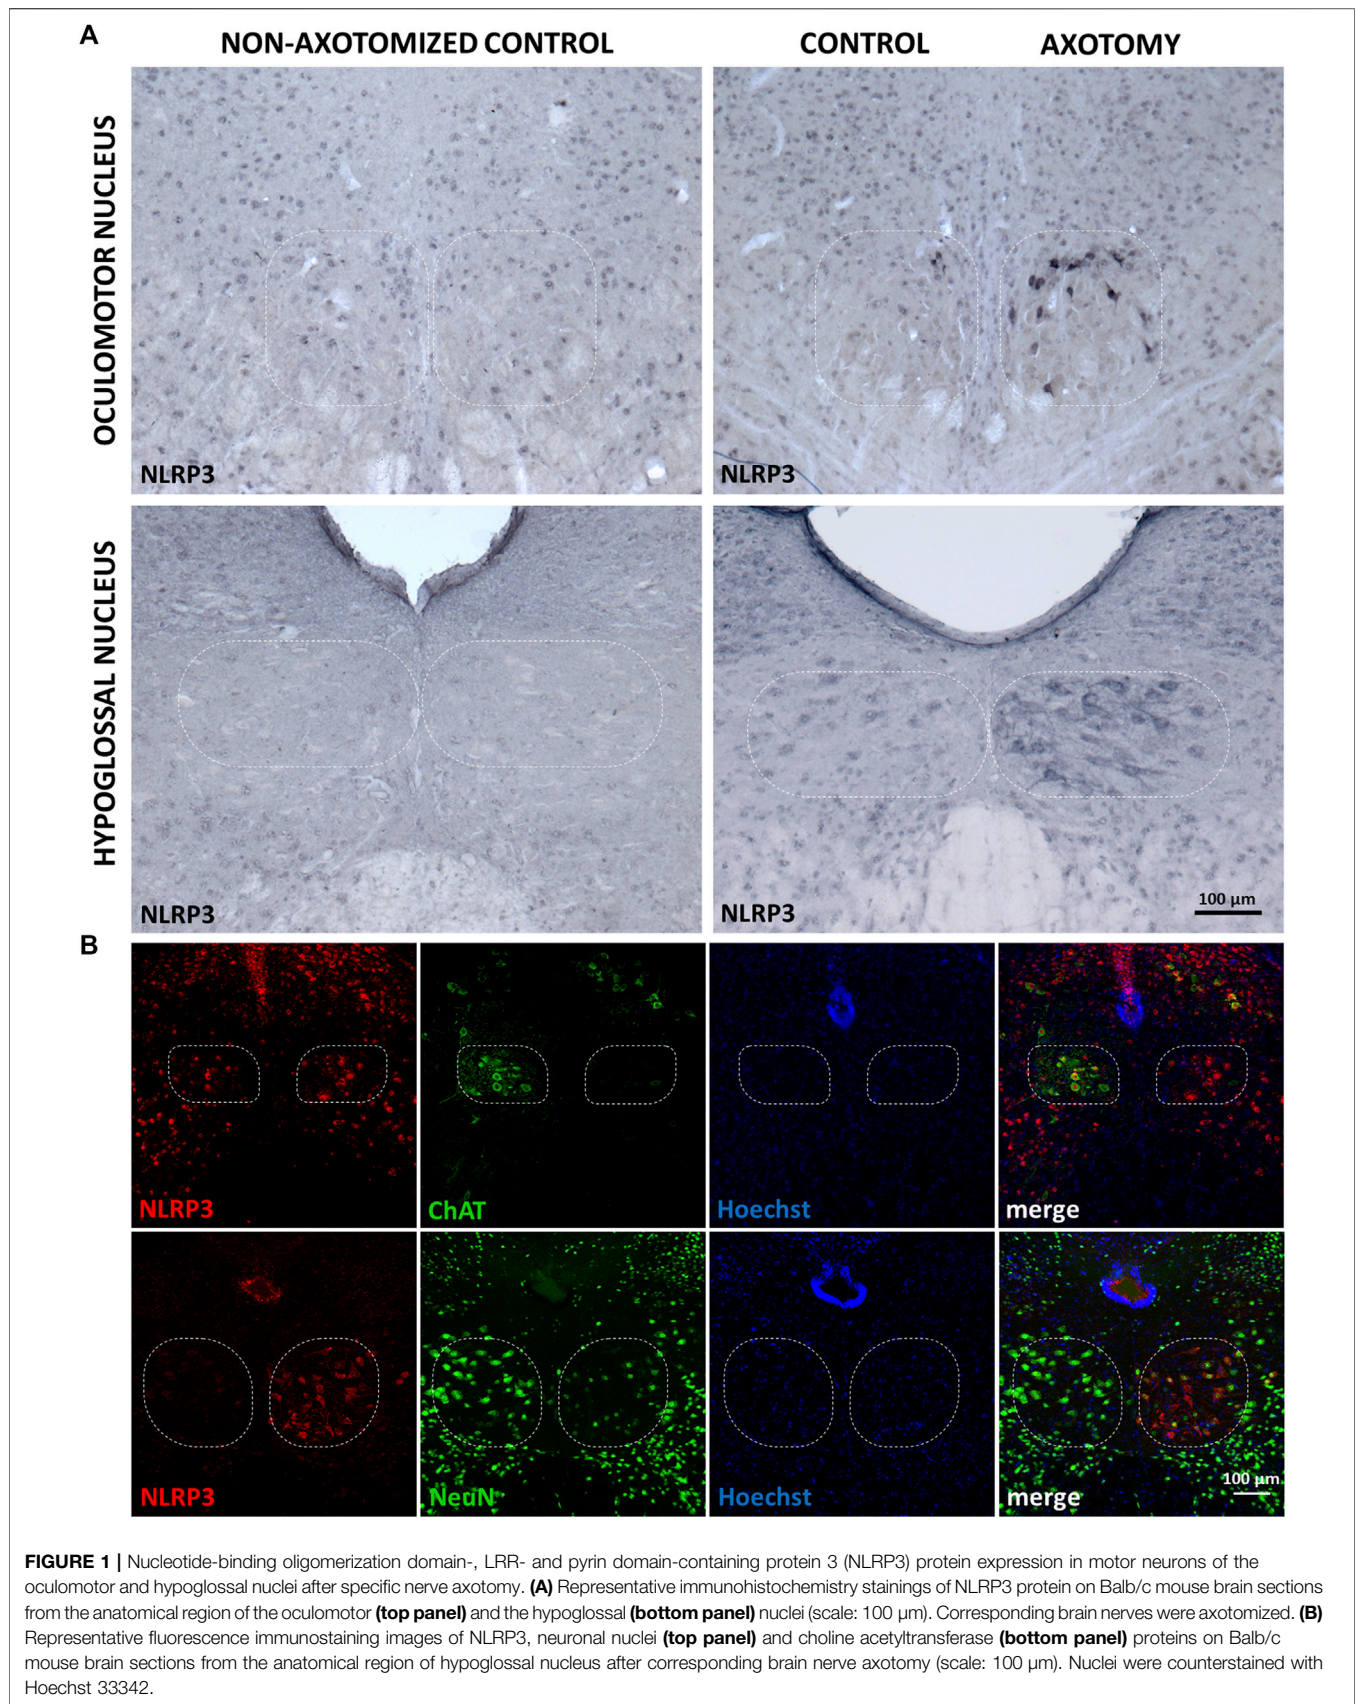 A
NON-AXOTOMIZED CONTROL
CONTROL
AXOTOMY
OCULOMOTOR NUCLEUS
NLRP3
NLRP3
HYPOGLOSSAL NUCLEUS
NLRP3
NLRP3
100 µm
B
NLRP3
ChAT
Hoechst
merge
NLRP3
NeuN
Hoechst
merge
100 µm
FIGURE 1 | Nucleotide-binding oligomerization domain-, LRR- and pyrin domain-containing protein 3 (NLRP3) protein expression in motor neurons of the
oculomotor and hypoglossal nuclei after specific nerve axotomy. (A) Representative immunohistochemistry stainings of NLRP3 protein on Balb/c mouse brain sections
from the anatomical region of the oculomotor (top panel) and the hypoglossal (bottom panel) nuclei (scale: 100 µm). Corresponding brain nerves were axotomized. (B)
Representative fluorescence immunostaining images of NLRP3, neuronal nuclei (top panel) and choline acetyltransferase (bottom panel) proteins on Balb/c
mouse brain sections from the anatomical region of hypoglossal nucleus after corresponding brain nerve axotomy (scale: 100 µm). Nuclei were counterstained with
Hoechst 33342.